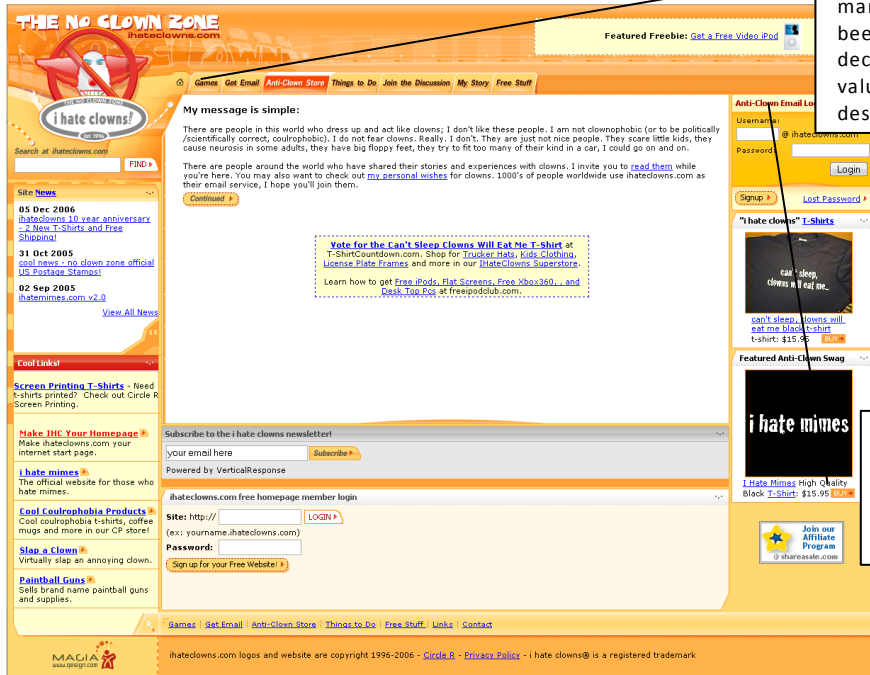 THE NO CLOWN ZONE
ihateclowns.com
Featured Freebie: Get a Free Video iPod
Games Get Email Anti-Clown Store Things to Do Join the Discussion My Story Free Stuff
THE NO CLOWN ZONE
i hate clowns!
Est. 1996
Search at ihateclowns.com
FIND
Site News
05 Dec 2006
ihateclowns 10 year anniversary
- 2 New T-Shirts and Free
Shipping!
31 Oct 2005
cool news - no clown zone official
US Postage Stamps!
02 Sep 2005
ihatemimes.com v2.0
View All News
Cool Links!
Screen Printing T-Shirts - Need
t-shirts printed? Check out Circle R
Screen Printing.
Make IHC Your Homepage
Make ihateclowns.com your
internet start page.
i hate mimes
The official website for those who
hate mimes.
Cool Coulrophobia Products
Cool coulrophobia t-shirts, coffee
mugs and more in our CP store!
Slap a Clown
Virtually slap an annoying clown.
Paintball Guns
Sells brand name paintball guns
and supplies.
My message is simple:
There are people in this world who dress up and act like clowns; I don't like these people. I am not clownophobic (or to be politically
/scientifically correct, coulrophobic). I do not fear clowns. Really. I don't. They are just not nice people. They scare little kids, they
cause neurosis in some adults, they have big floppy feet, they try to fit too many of their kind in a car, I could go on and on.
There are people around the world who have shared their stories and experiences with clowns. I invite you to read them while
you're here. You may also want to check out my personal wishes for clowns. 1000's of people worldwide use ihateclowns.com as
their email service, I hope you'll join them.
Continued
Vote for the Can't Sleep Clowns Will Eat Me T-Shirt at
T-ShirtCountdown.com. Shop for Trucker Hats, Kids Clothing,
License Plate Frames and more in our IHateClowns Superstore.
Learn how to get Free iPods, Flat Screens, Free Xbox360, , and
Desk Top Pcs at freeipodclub.com.
Subscribe to the i hate clowns newsletter!
your email here
Subscribe
Powered by VerticalResponse
ihateclowns.com free homepage member login
Site: http:// LOGIN
(ex: yourname.ihateclowns.com)
Password:
Sign up for your Free Website!
Anti-Clown Email Lo
Username:
@ ihateclowns.com
Password:
Login
Signup Lost Password
"i hate clowns" T-Shirts
can't sleep,
clowns will eat me...
can't sleep, clowns will
eat me black t-shirt
t-shirt: $15.95 BUY
Featured Anti-Clown Swag
i hate mimes
I Hate Mimes High Quality
Black T-Shirt: $15.95 BUY
Join our
Affiliate
Program
@ shareasale.com
Games | Get Email | Anti-Clown Store | Things to Do | Free Stuff | Links | Contact
MAGIA
ihateclowns.com logos and website are copyright 1996-2006 - Circle R - Privacy Policy - i hate clowns® is a registered trademark